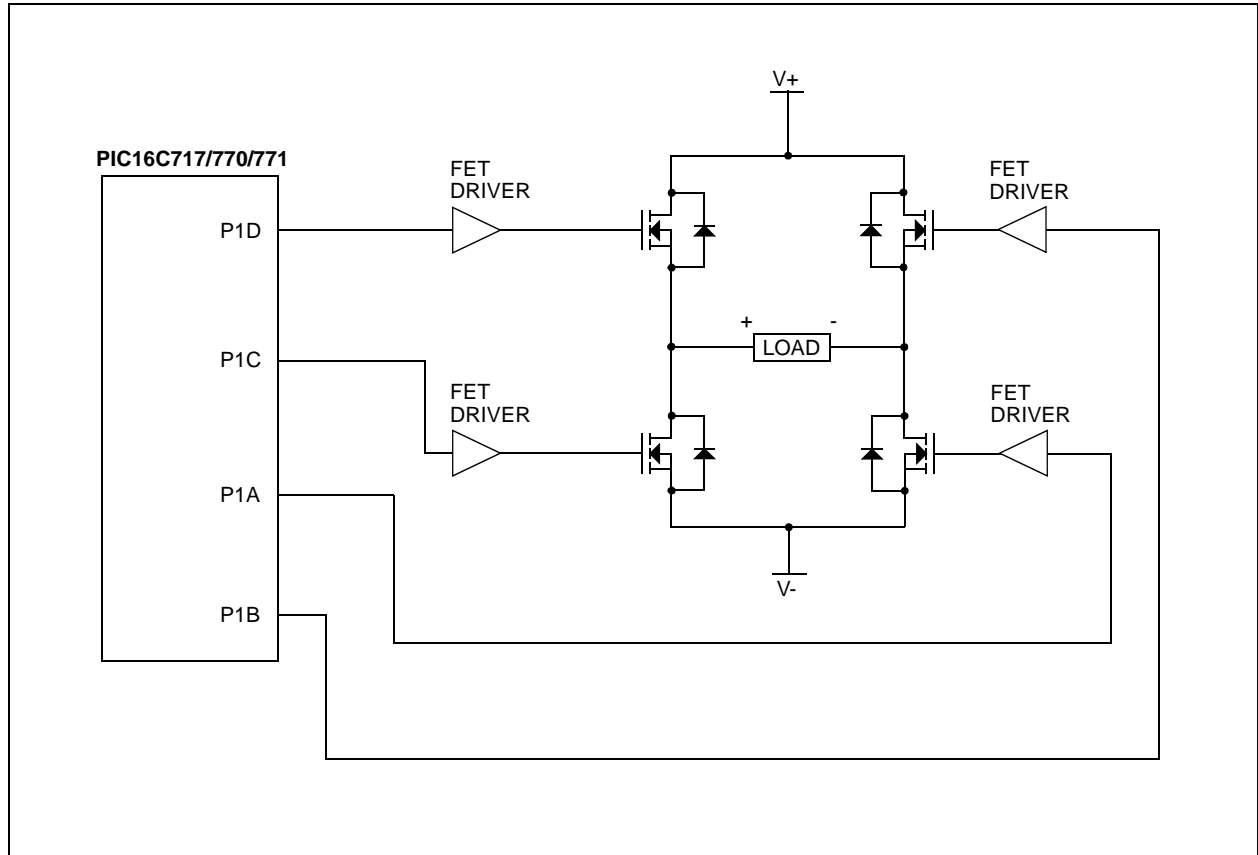 V+
PIC16C717/770/771
FET
DRIVER
FET
DRIVER
P1D
+
-
LOAD
P1C
FET
DRIVER
FET
DRIVER
P1A
V-
P1B